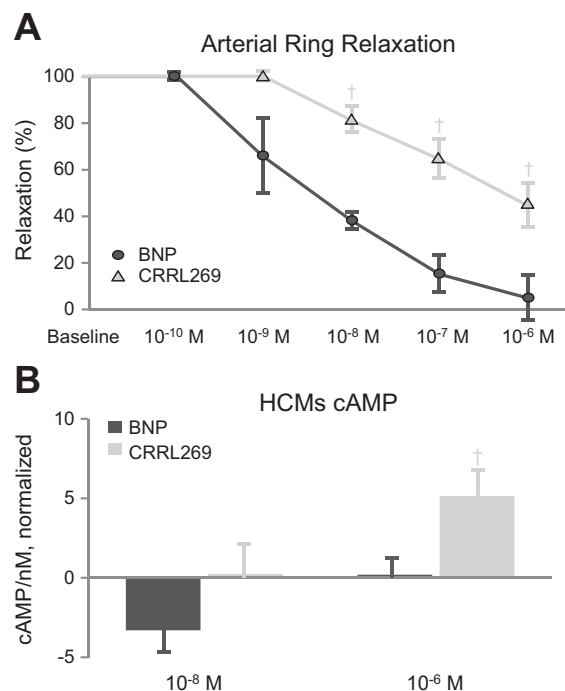 A
Arterial Ring Relaxation
Relaxation (%)
100
80
60
40
20
0
† † †
BNP
CRRL269
Baseline 10⁻¹⁰ M 10⁻⁹ M 10⁻⁸ M 10⁻⁷ M 10⁻⁶ M
B
HCMs cAMP
cAMP/nM, normalized
10
5
0
-5
BNP
CRRL269
†
10⁻⁸ M 10⁻⁶ M